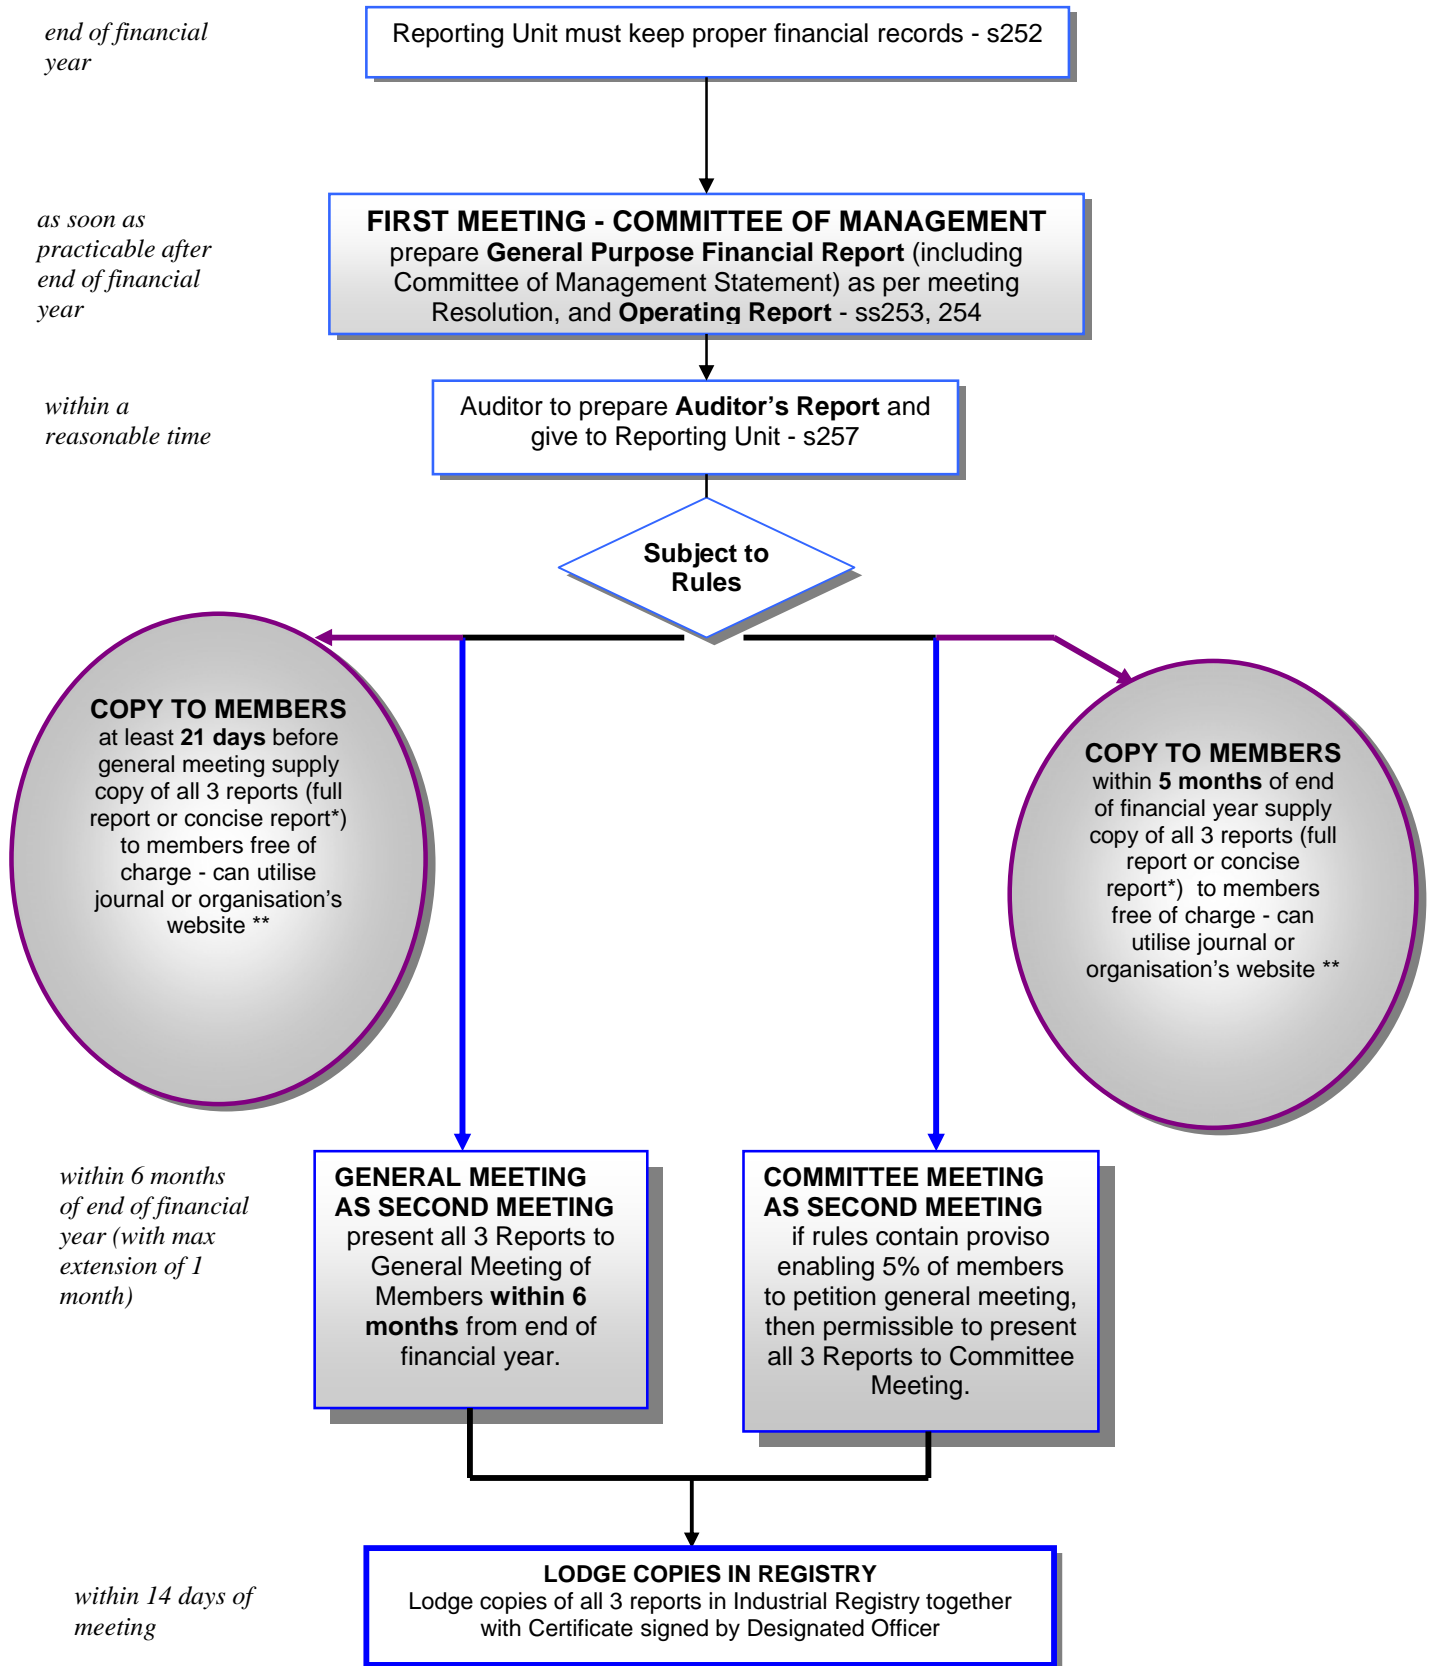 end of financial
year
Reporting Unit must keep proper financial records - s252
as soon as
practicable after
end of financial
year
FIRST MEETING - COMMITTEE OF MANAGEMENT
prepare General Purpose Financial Report (including
Committee of Management Statement) as per meeting
Resolution, and Operating Report - ss253, 254
within a
reasonable time
Auditor to prepare Auditor’s Report and
give to Reporting Unit - s257
Subject to
Rules
COPY TO MEMBERS
at least 21 days before
general meeting supply
copy of all 3 reports (full
report or concise report*)
to members free of
charge - can utilise
journal or organisation’s
website **
COPY TO MEMBERS
within 5 months of end
of financial year supply
copy of all 3 reports (full
report or concise
report*)  to members
free of charge - can
utilise journal or
organisation’s website **
within 6 months
of end of financial
year (with max
extension of 1
month)
GENERAL MEETING
AS SECOND MEETING
present all 3 Reports to
General Meeting of
Members within 6
months from end of
financial year.
COMMITTEE MEETING
AS SECOND MEETING
if rules contain proviso
enabling 5% of members
to petition general meeting,
then permissible to present
all 3 Reports to Committee
Meeting.
within 14 days of
meeting
LODGE COPIES IN REGISTRY
Lodge copies of all 3 reports in Industrial Registry together
with Certificate signed by Designated Officer